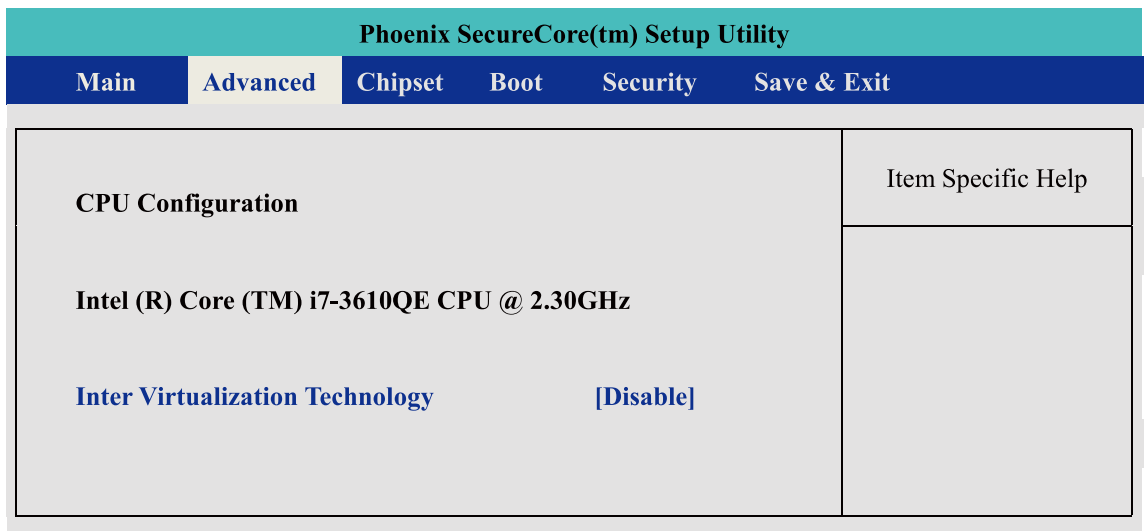 Phoenix SecureCore(tm) Setup Utility
Main Advanced Chipset Boot Security Save & Exit
Item Specific Help
CPU Configuration
Intel (R) Core (TM) i7-3610QE CPU @ 2.30GHz
Inter Virtualization Technology [Disable]